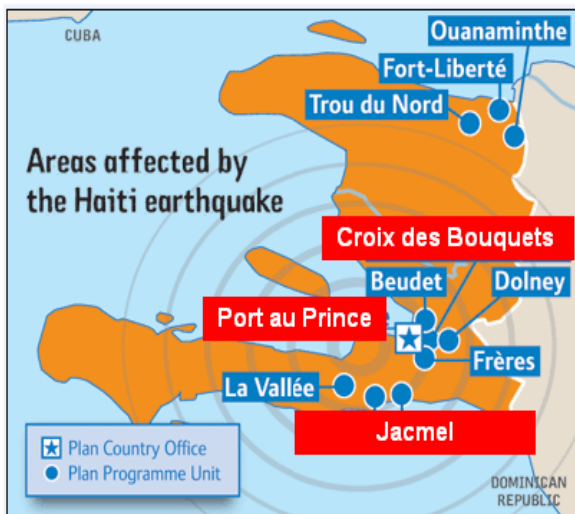 CUBA
Ouanaminthe
Fort-Liberté
Trou du Nord
Areas affected by
the Haiti earthquake
Croix des Bouquets
Beudet
Dolney
Port au Prince
Frères
La Vallée
Jacmel
Plan Country Office
Plan Programme Unit
DOMINICAN
REPUBLIC